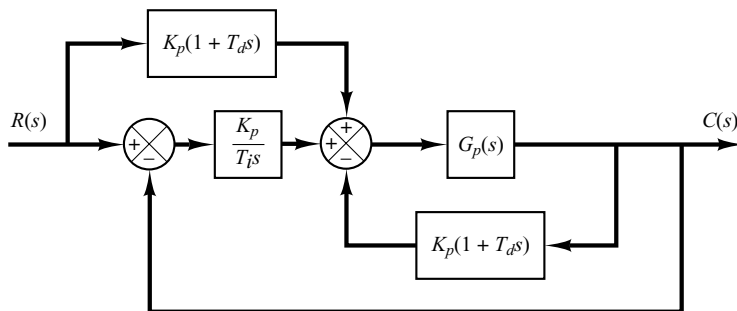 K_p(1 + T_d s)
R(s)
+
−
K_p
T_i s
+
+
−
G_p(s)
C(s)
K_p(1 + T_d s)